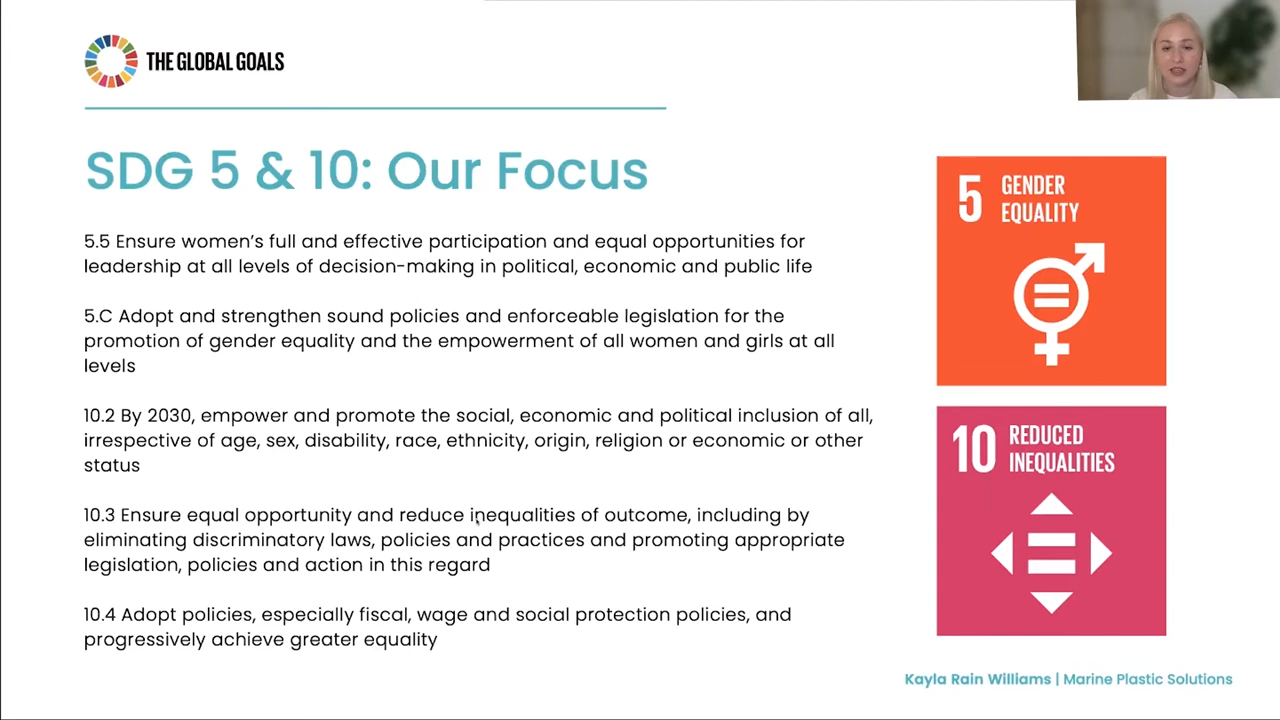 THE GLOBAL GOALS
SDG 5 & 10: Our Focus
5.5 Ensure women’s full and effective participation and equal opportunities for
leadership at all levels of decision-making in political, economic and public life
5.C Adopt and strengthen sound policies and enforceable legislation for the
promotion of gender equality and the empowerment of all women and girls at all
levels
10.2 By 2030, empower and promote the social, economic and political inclusion of all,
irrespective of age, sex, disability, race, ethnicity, origin, religion or economic or other
status
10.3 Ensure equal opportunity and reduce inequalities of outcome, including by
eliminating discriminatory laws, policies and practices and promoting appropriate
legislation, policies and action in this regard
10.4 Adopt policies, especially fiscal, wage and social protection policies, and
progressively achieve greater equality
5 GENDER
EQUALITY
10 REDUCED
INEQUALITIES
Kayla Rain Williams | Marine Plastic Solutions